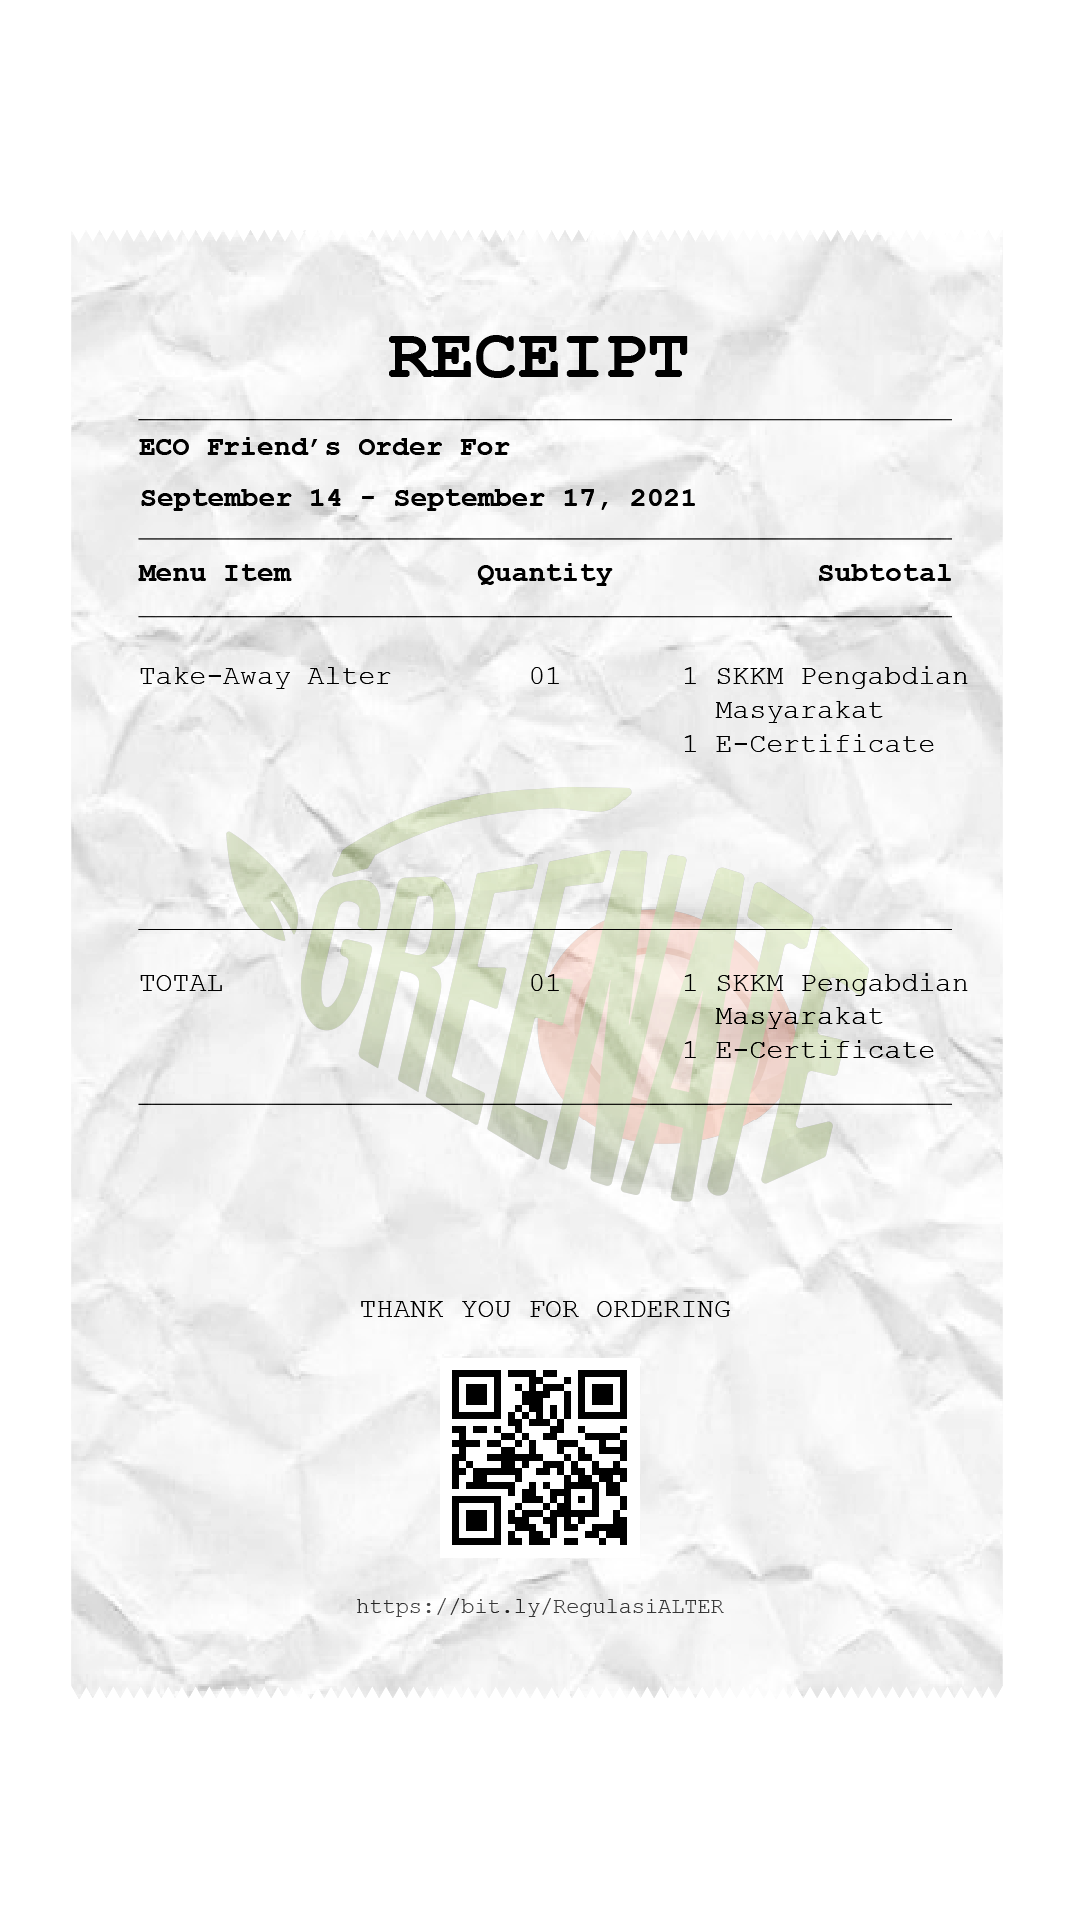 RECEIPT
ECO Friend’s Order For
September 14 - September 17, 2021
Menu Item Quantity Subtotal
Take-Away Alter 01 1 SKKM Pengabdian
Masyarakat
1 E-Certificate
GREENATE
TOTAL 01 1 SKKM Pengabdian
Masyarakat
1 E-Certificate
THANK YOU FOR ORDERING
https://bit.ly/RegulasiALTER